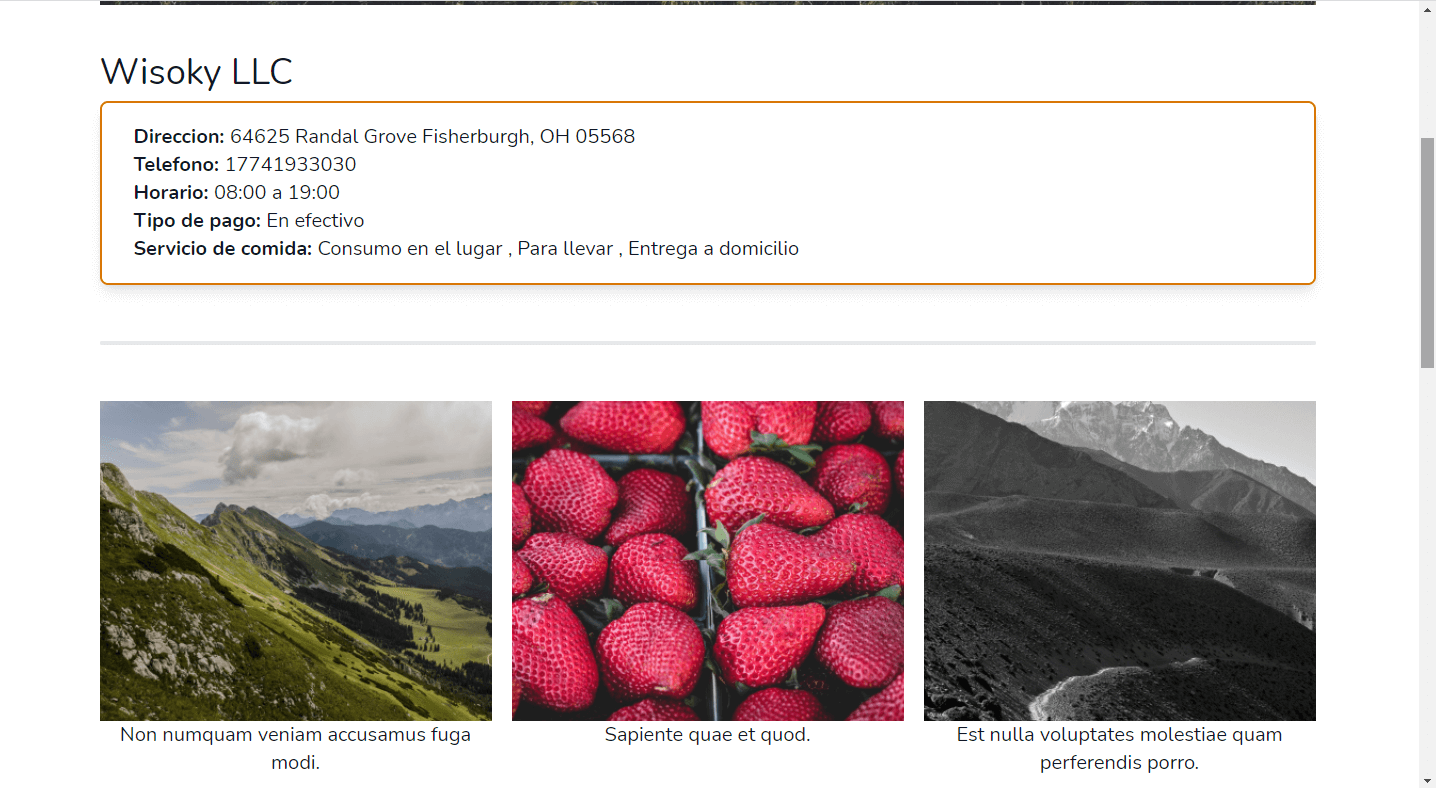 Wisoky LLC
Direccion: 64625 Randal Grove Fisherburgh, OH 05568
Telefono: 17741933030
Horario: 08:00 a 19:00
Tipo de pago: En efectivo
Servicio de comida: Consumo en el lugar , Para llevar , Entrega a domicilio
Non numquam veniam accusamus fuga
modi.
Sapiente quae et quod.
Est nulla voluptates molestiae quam
perferendis porro.